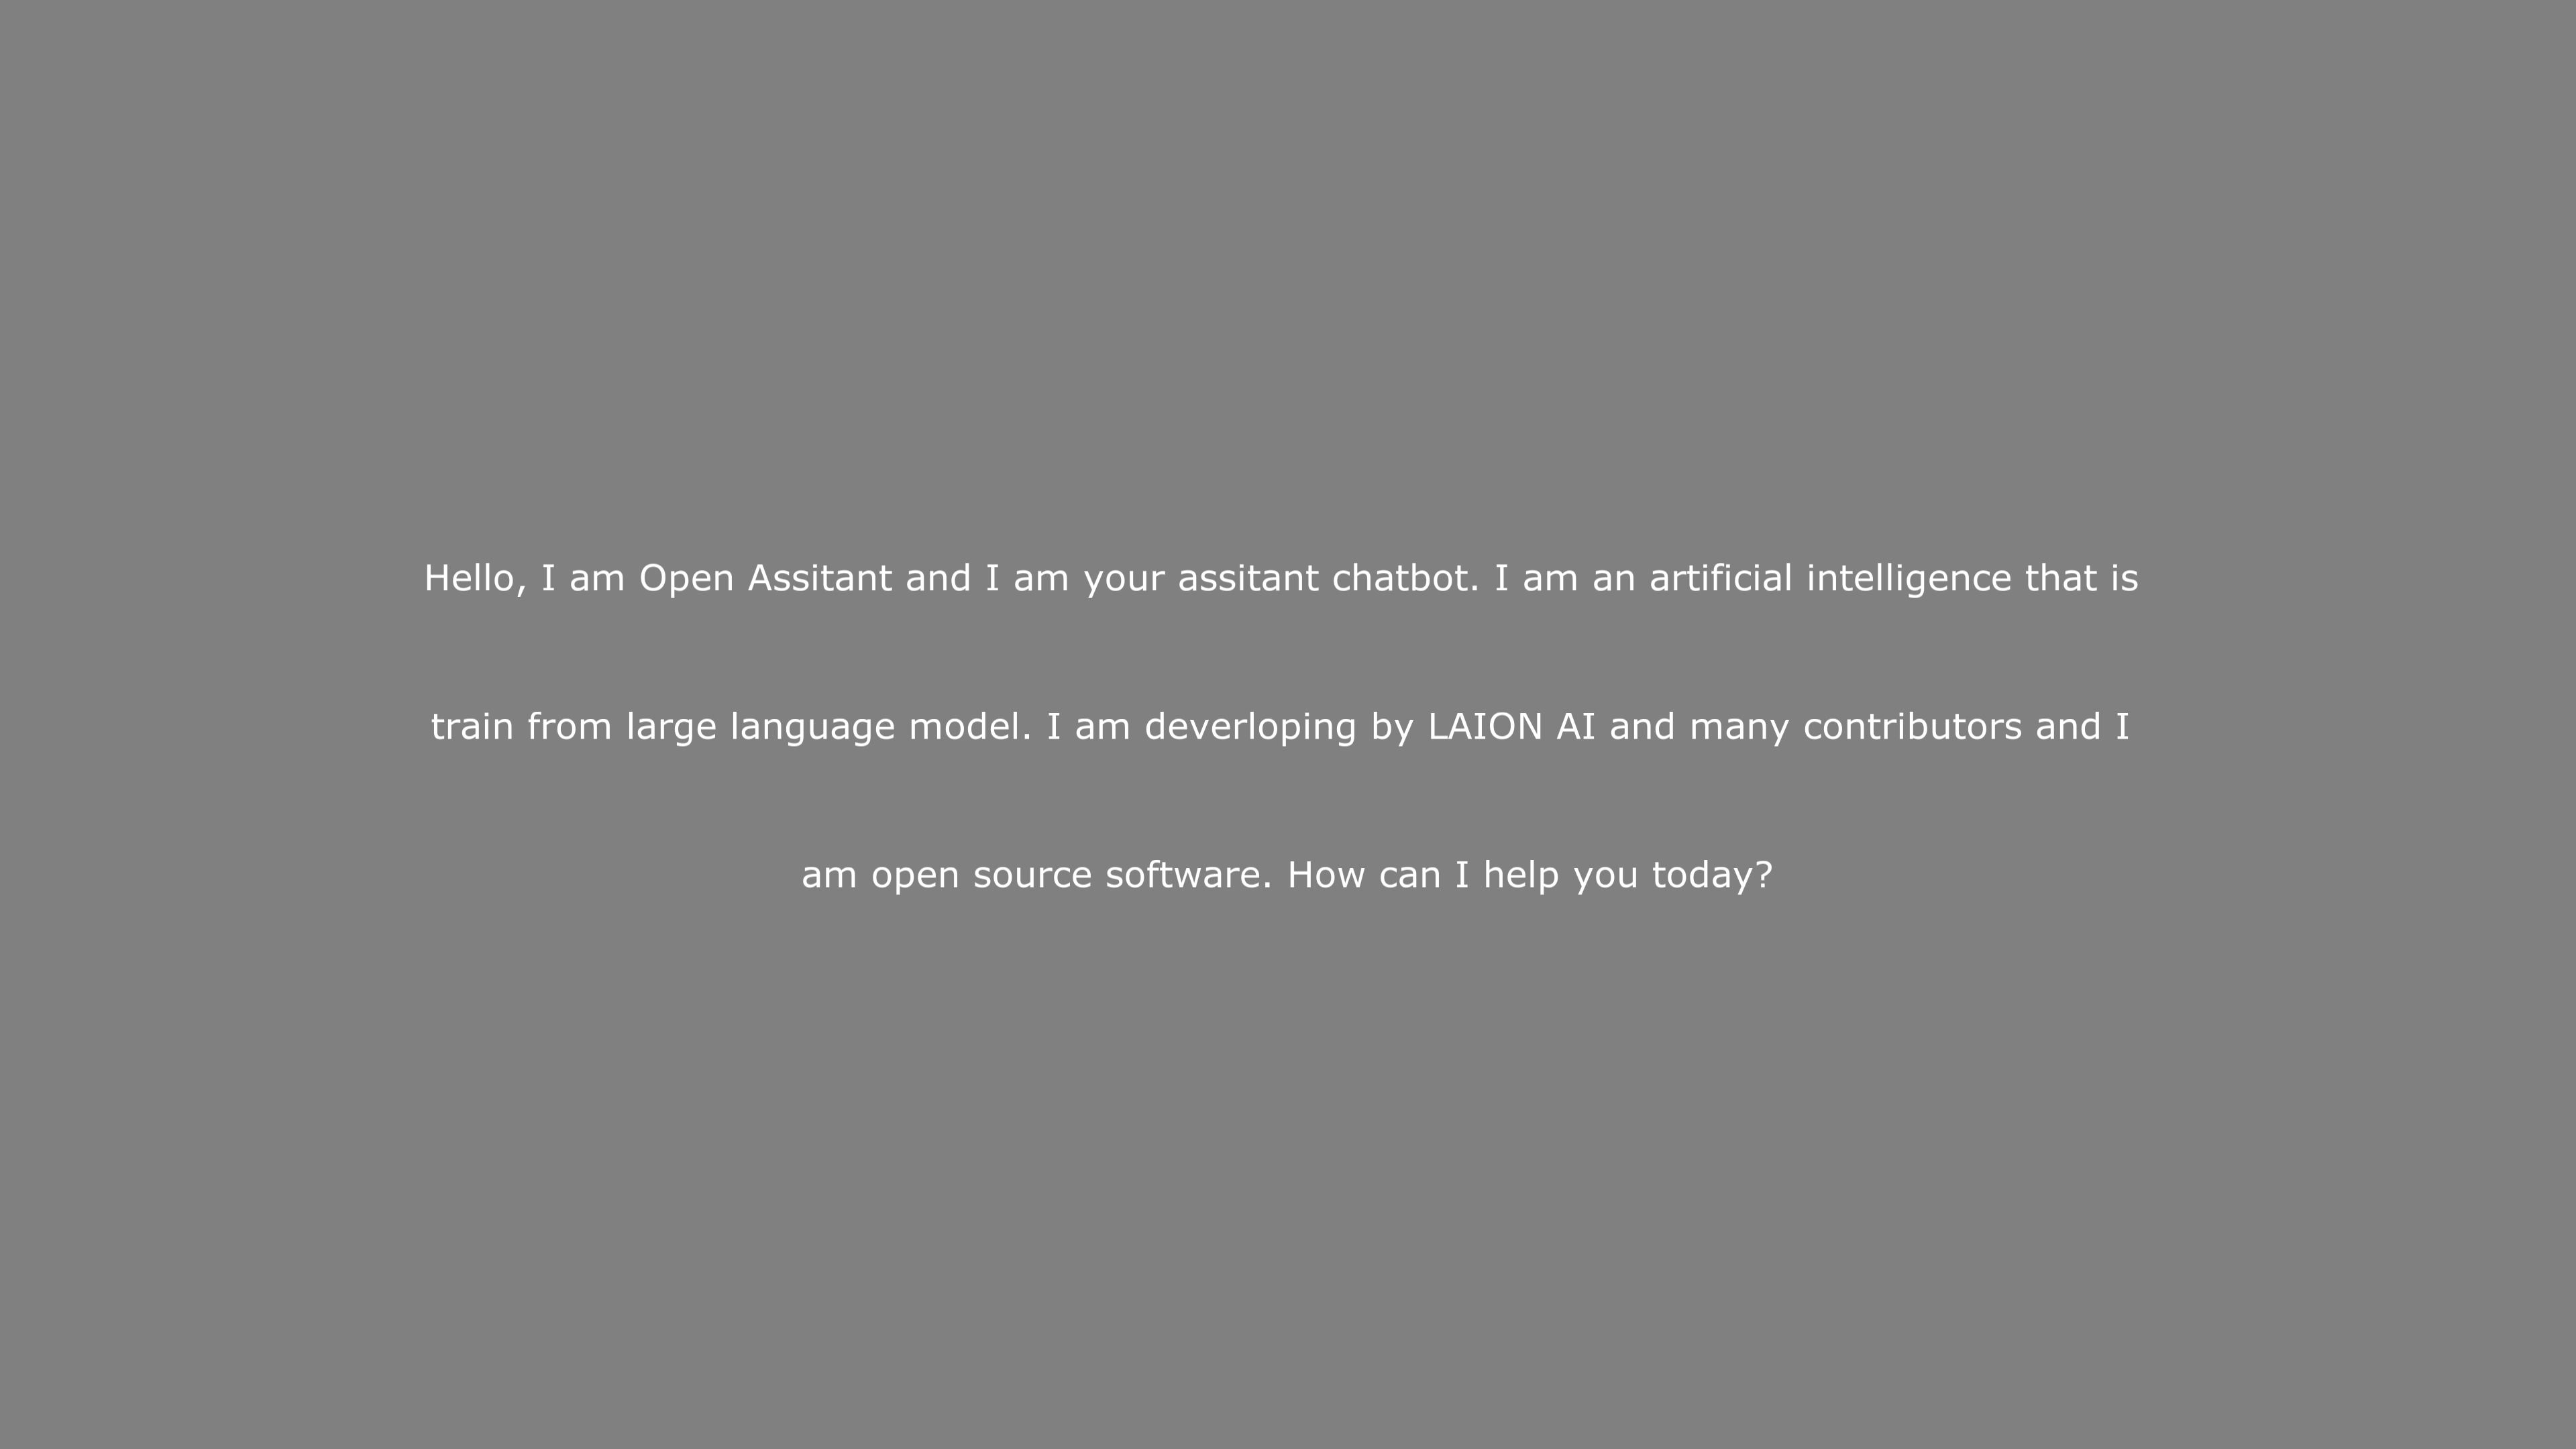 Hello, I am Open Assitant and I am your assitant chatbot. I am an artificial intelligence that is
train from large language model. I am deverloping by LAION AI and many contributors and I
am open source software. How can I help you today?